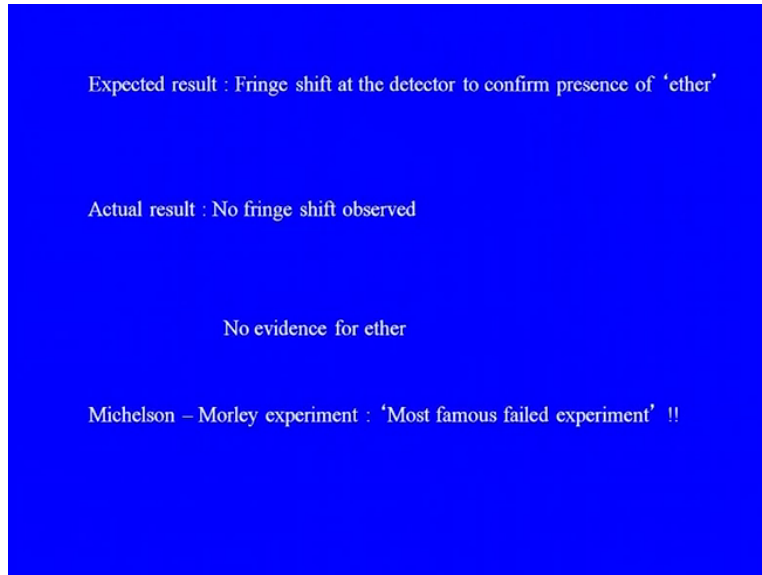 Expected result : Fringe shift at the detector to confirm presence of ‘ether’
Actual result : No fringe shift observed
No evidence for ether
Michelson – Morley experiment : ‘Most famous failed experiment’ !!